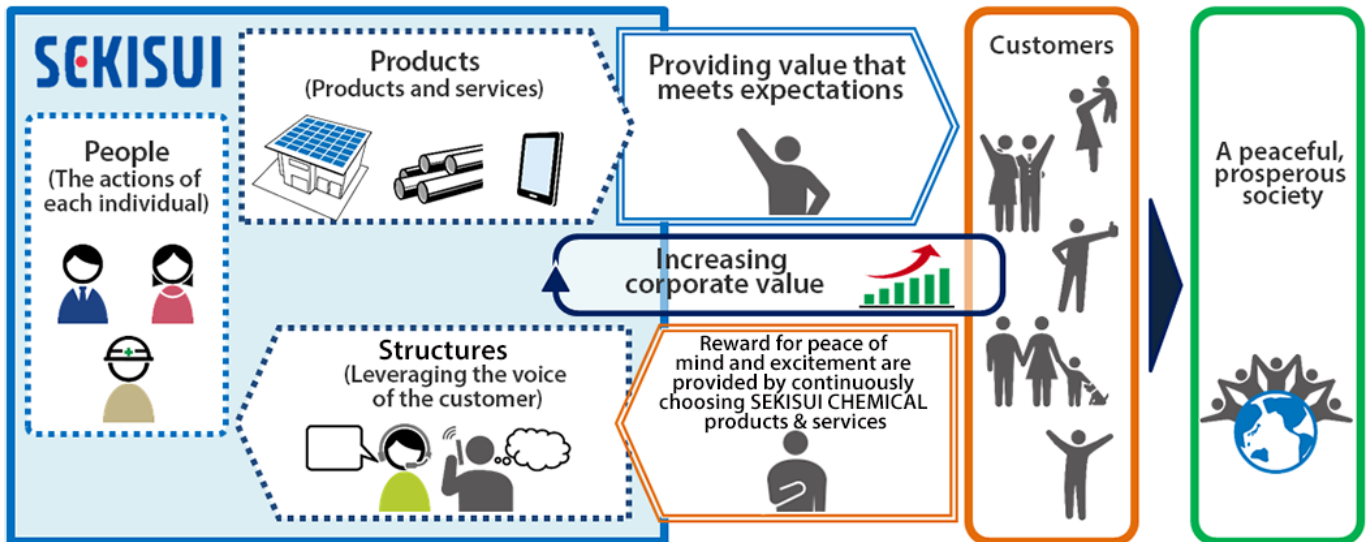 SEKISUI
People
(The actions of
each individual)
Products
(Products and services)
Providing value that
meets expectations
Increasing
corporate value
Structures
(Leveraging the voice
of the customer)
Reward for peace of
mind and excitement are
provided by continuously
choosing SEKISUI CHEMICAL
products & services
Customers
A peaceful,
prosperous
society